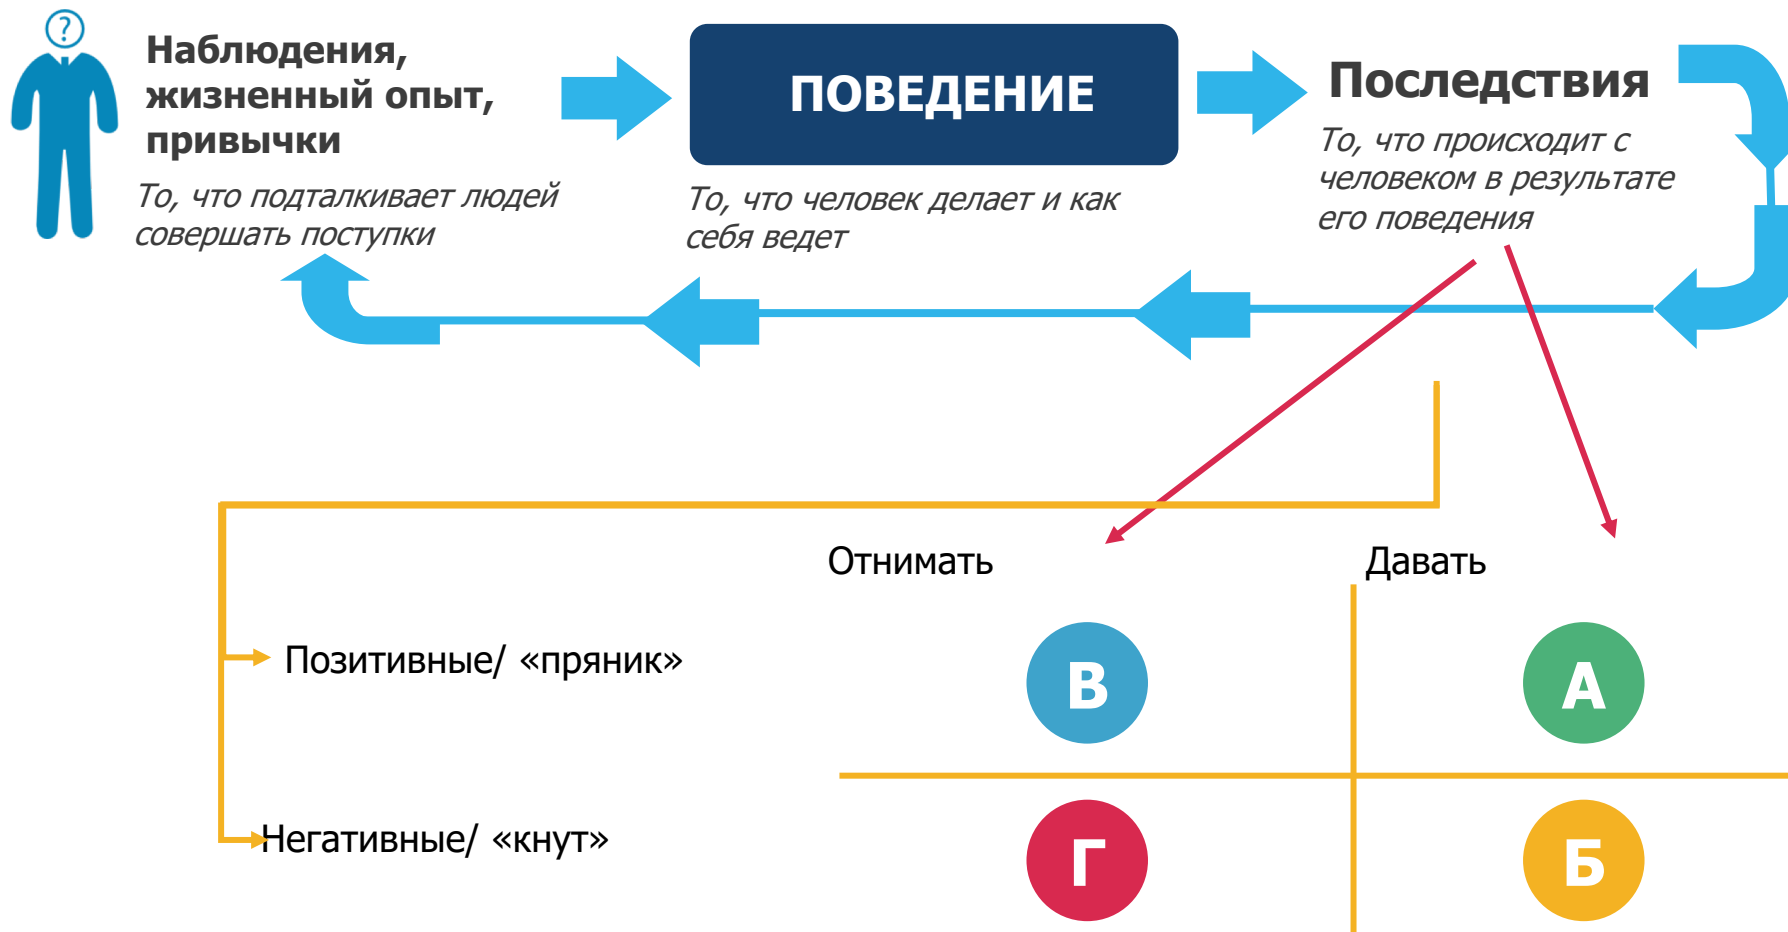 ?
Наблюдения,
жизненный опыт,
привычки
То, что подталкивает людей
совершать поступки
ПОВЕДЕНИЕ
То, что человек делает и как
себя ведет
Последствия
То, что происходит с
человеком в результате
его поведения
Отнимать
Давать
Позитивные/ «пряник»
В
А
Негативные/ «кнут»
Г
Б